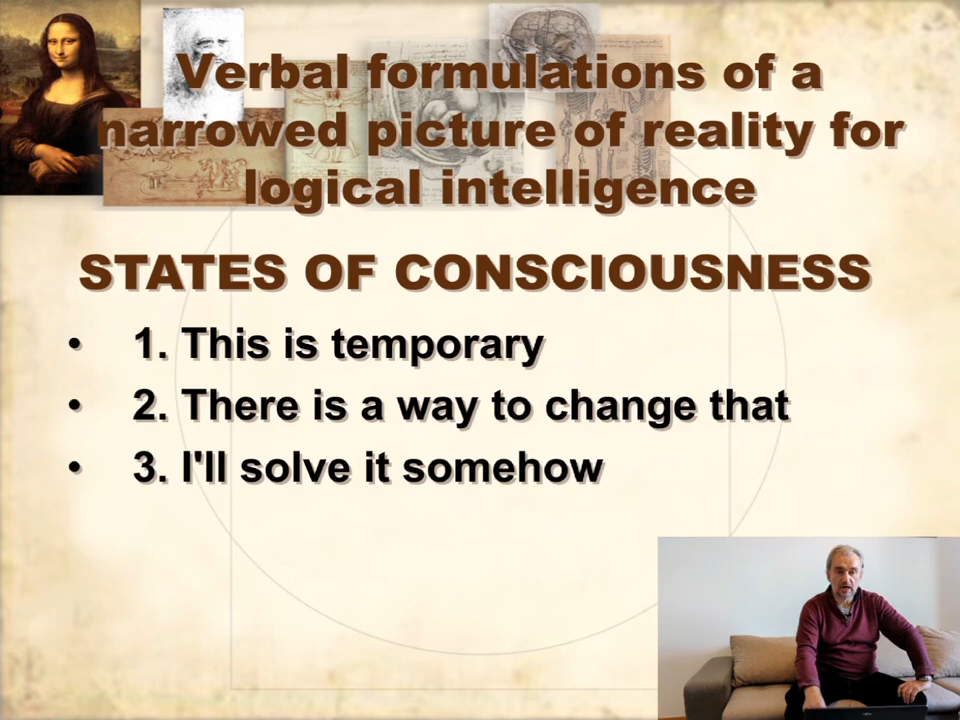 Verbal formulations of a
narrowed picture of reality for
logical intelligence
STATES OF CONSCIOUSNESS
• 1. This is temporary
• 2. There is a way to change that
• 3. I'll solve it somehow